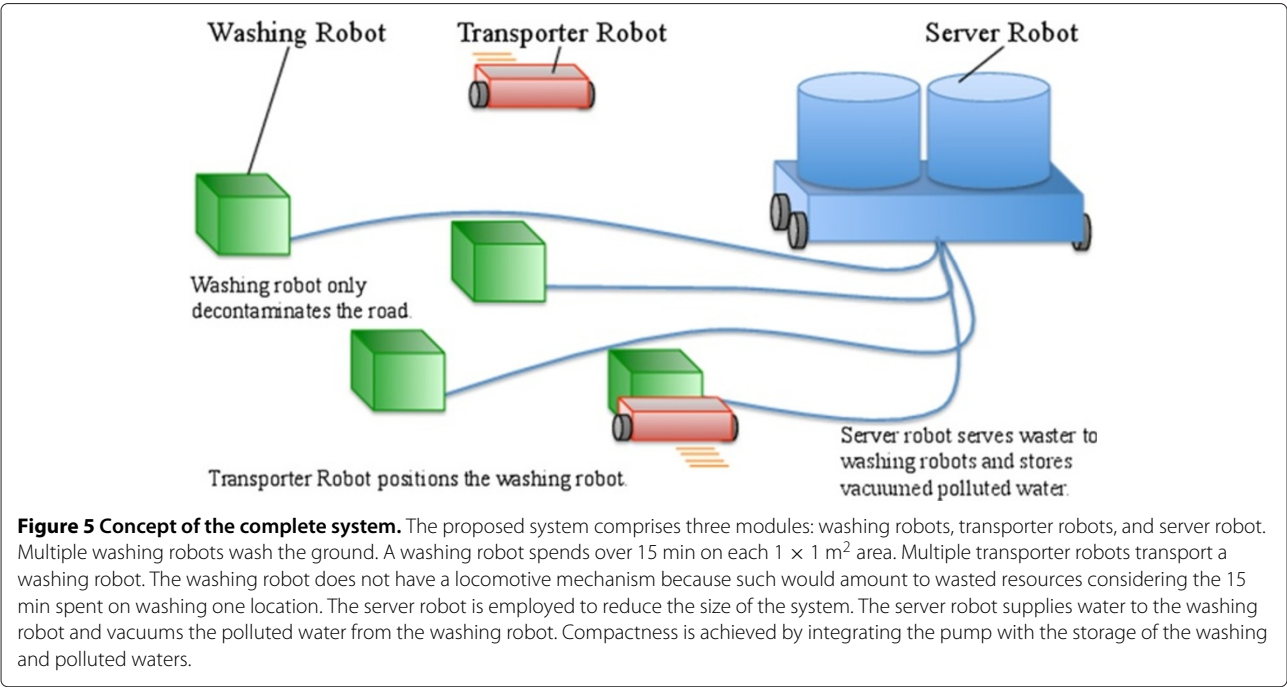 Washing Robot
Transporter Robot
Server Robot
Washing robot only
decontaminates the road.
Transporter Robot positions the washing robot.
Server robot serves waster to
washing robots and stores
vacuumed polluted water.
Figure 5 Concept of the complete system. The proposed system comprises three modules: washing robots, transporter robots, and server robot.
Multiple washing robots wash the ground. A washing robot spends over 15 min on each 1 × 1 m² area. Multiple transporter robots transport a
washing robot. The washing robot does not have a locomotive mechanism because such would amount to wasted resources considering the 15
min spent on washing one location. The server robot is employed to reduce the size of the system. The server robot supplies water to the washing
robot and vacuums the polluted water from the washing robot. Compactness is achieved by integrating the pump with the storage of the washing
and polluted waters.